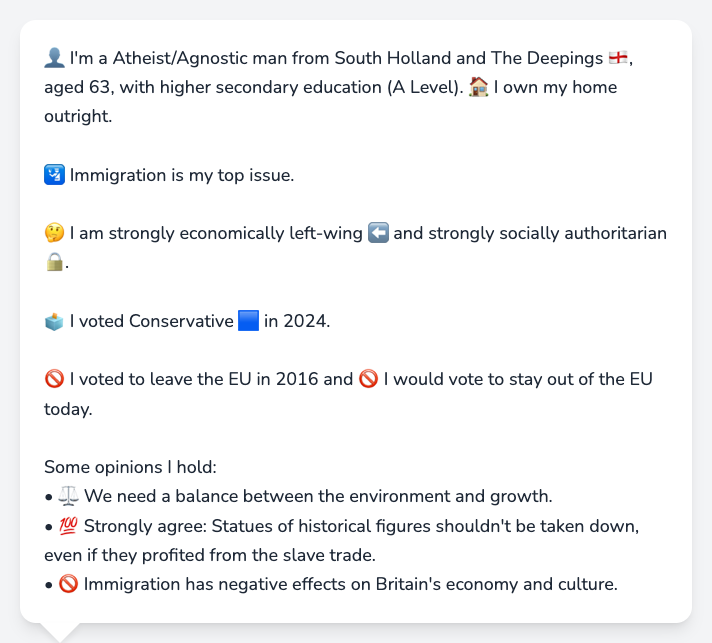 👤 I'm a Atheist/Agnostic man from South Holland and The Deepings 🏴󠁧󠁢󠁥󠁮󠁧󠁿,
aged 63, with higher secondary education (A Level). 🏠 I own my home
outright.
🛂 Immigration is my top issue.
🤔 I am strongly economically left-wing ⬅️ and strongly socially authoritarian
🔒.
🗳️ I voted Conservative 🟦 in 2024.
🚫 I voted to leave the EU in 2016 and 🚫 I would vote to stay out of the EU
today.
Some opinions I hold:
• ⚖️ We need a balance between the environment and growth.
• 💯 Strongly agree: Statues of historical figures shouldn't be taken down,
even if they profited from the slave trade.
• 🚫 Immigration has negative effects on Britain's economy and culture.